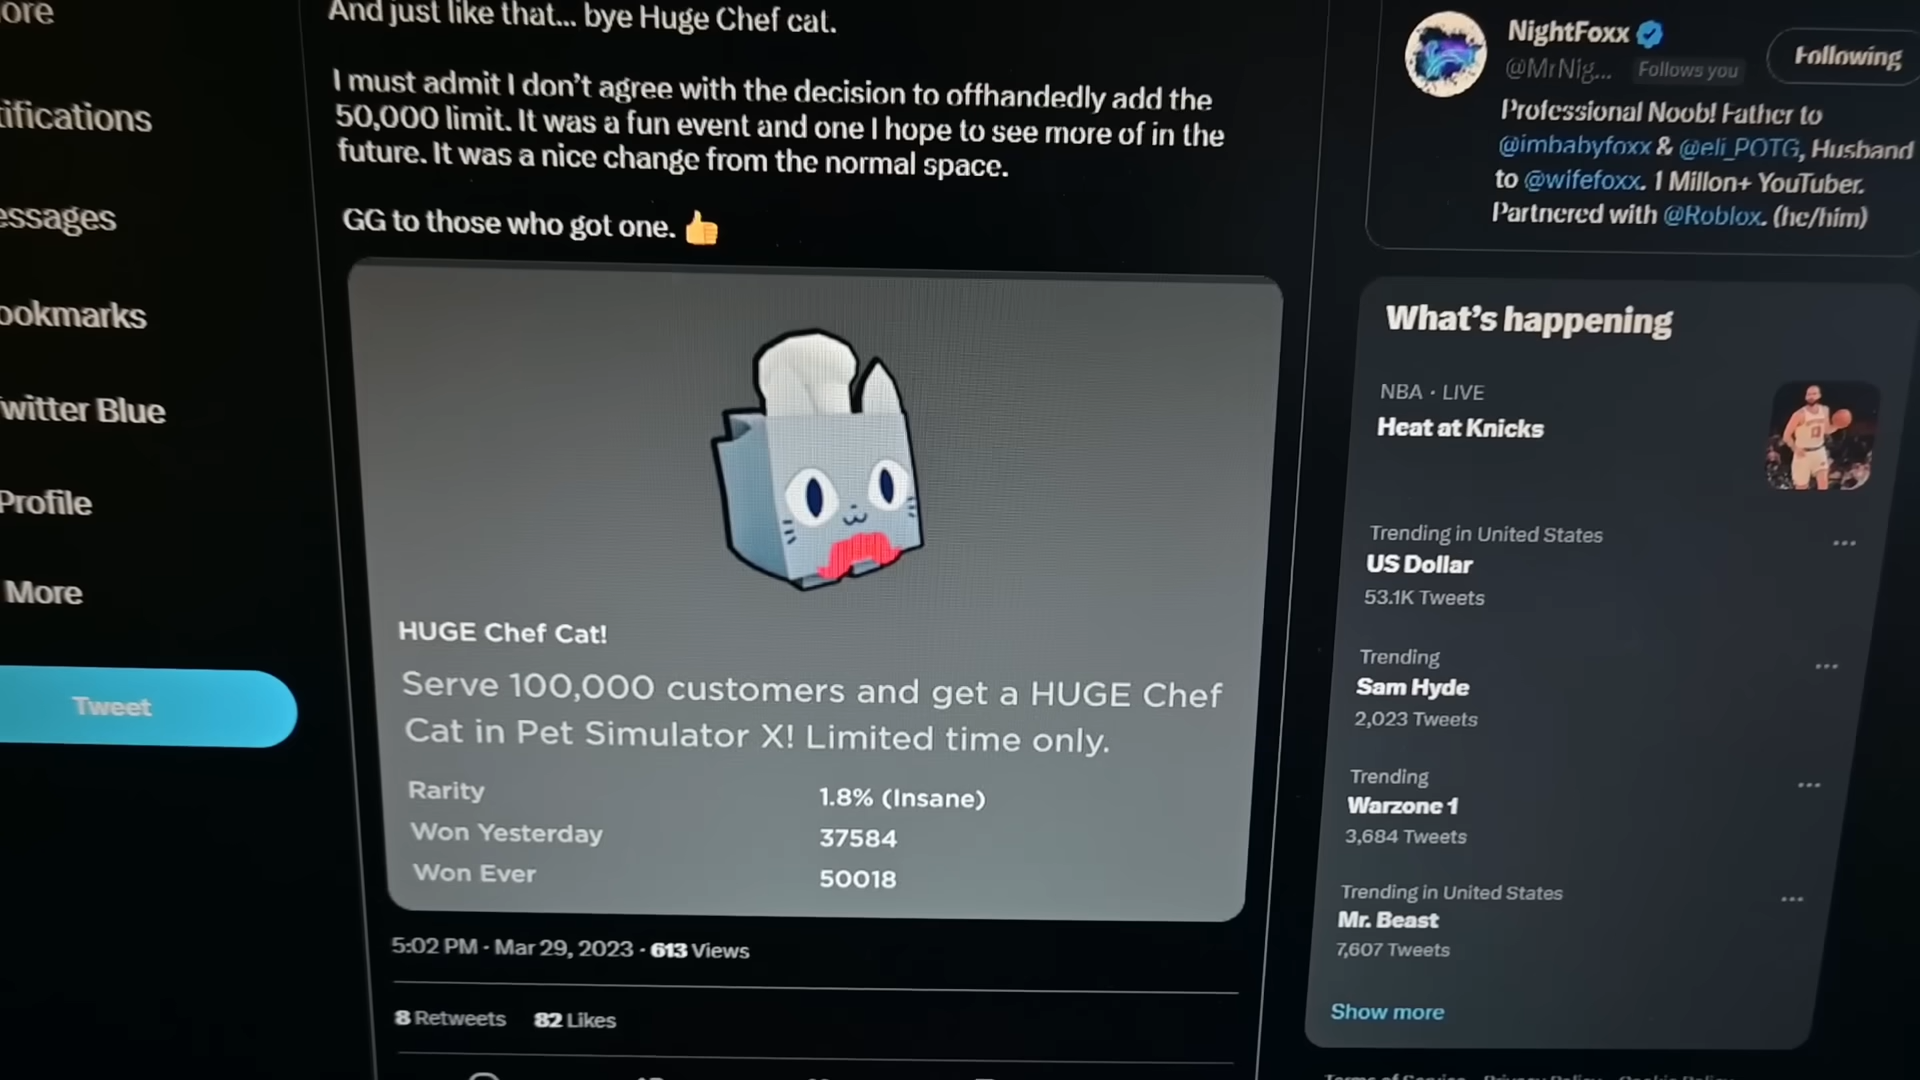 ore
ifications
essages
ookmarks
witter Blue
Profile
More
Tweet
And just like that... bye Huge Chef cat.
I must admit I don't agree with the decision to offhandedly add the
50,000 limit. It was a fun event and one I hope to see more of in the
future. It was a nice change from the normal space.
GG to those who got one. 👍
HUGE Chef Cat!
Serve 100,000 customers and get a HUGE Chef
Cat in Pet Simulator X! Limited time only.
Rarity 1.8% (Insane)
Won Yesterday 37584
Won Ever 50018
5:02 PM · Mar 29, 2023 · 613 Views
8 Retweets 82 Likes
NightFoxx
@MrNig... Follows you
Following
Professional Noob! Father to
@imbabyfoxx & @eli_POTG, Husband
to @wifefoxx. 1 Millon+ YouTuber.
Partnered with @Roblox. (he/him)
What's happening
NBA · LIVE
Heat at Knicks
Trending in United States
US Dollar
53.1K Tweets
Trending
Sam Hyde
2,023 Tweets
Trending
Warzone 1
3,684 Tweets
Trending in United States
Mr. Beast
7,607 Tweets
Show more